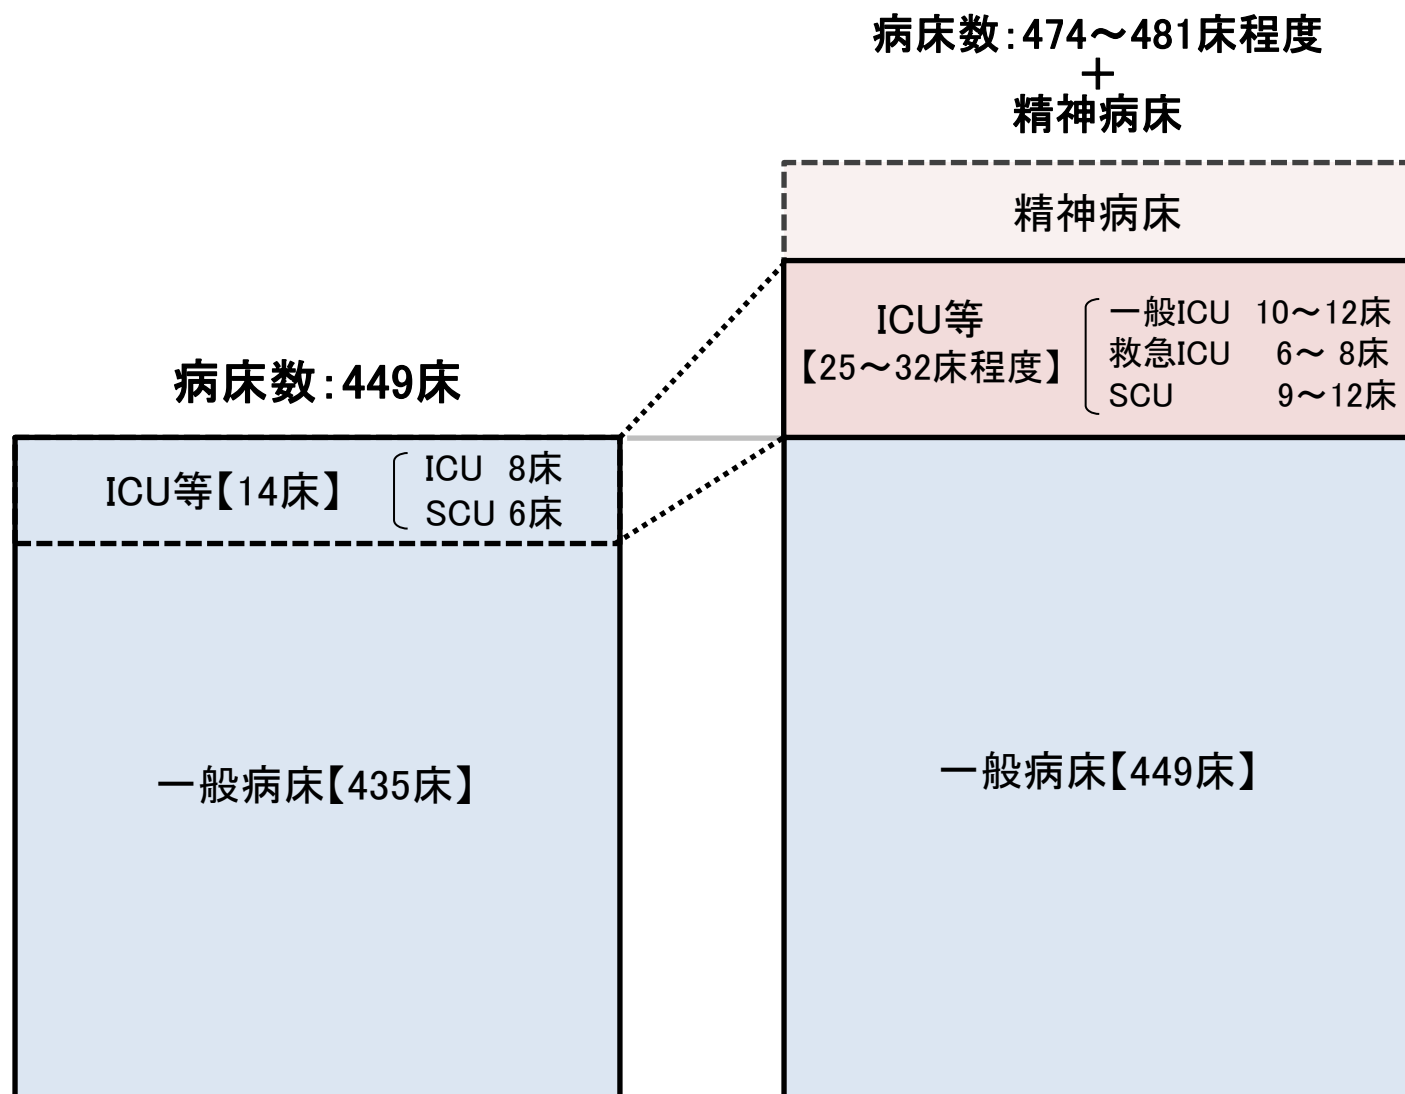 病床数：474～481床程度
＋
精神病床
精神病床
ICU等
【25～32床程度】
一般ICU 10～12床
救急ICU 6～ 8床
SCU 9～12床
病床数：449床
ICU等【14床】
ICU 8床
SCU 6床
一般病床【435床】
一般病床【449床】